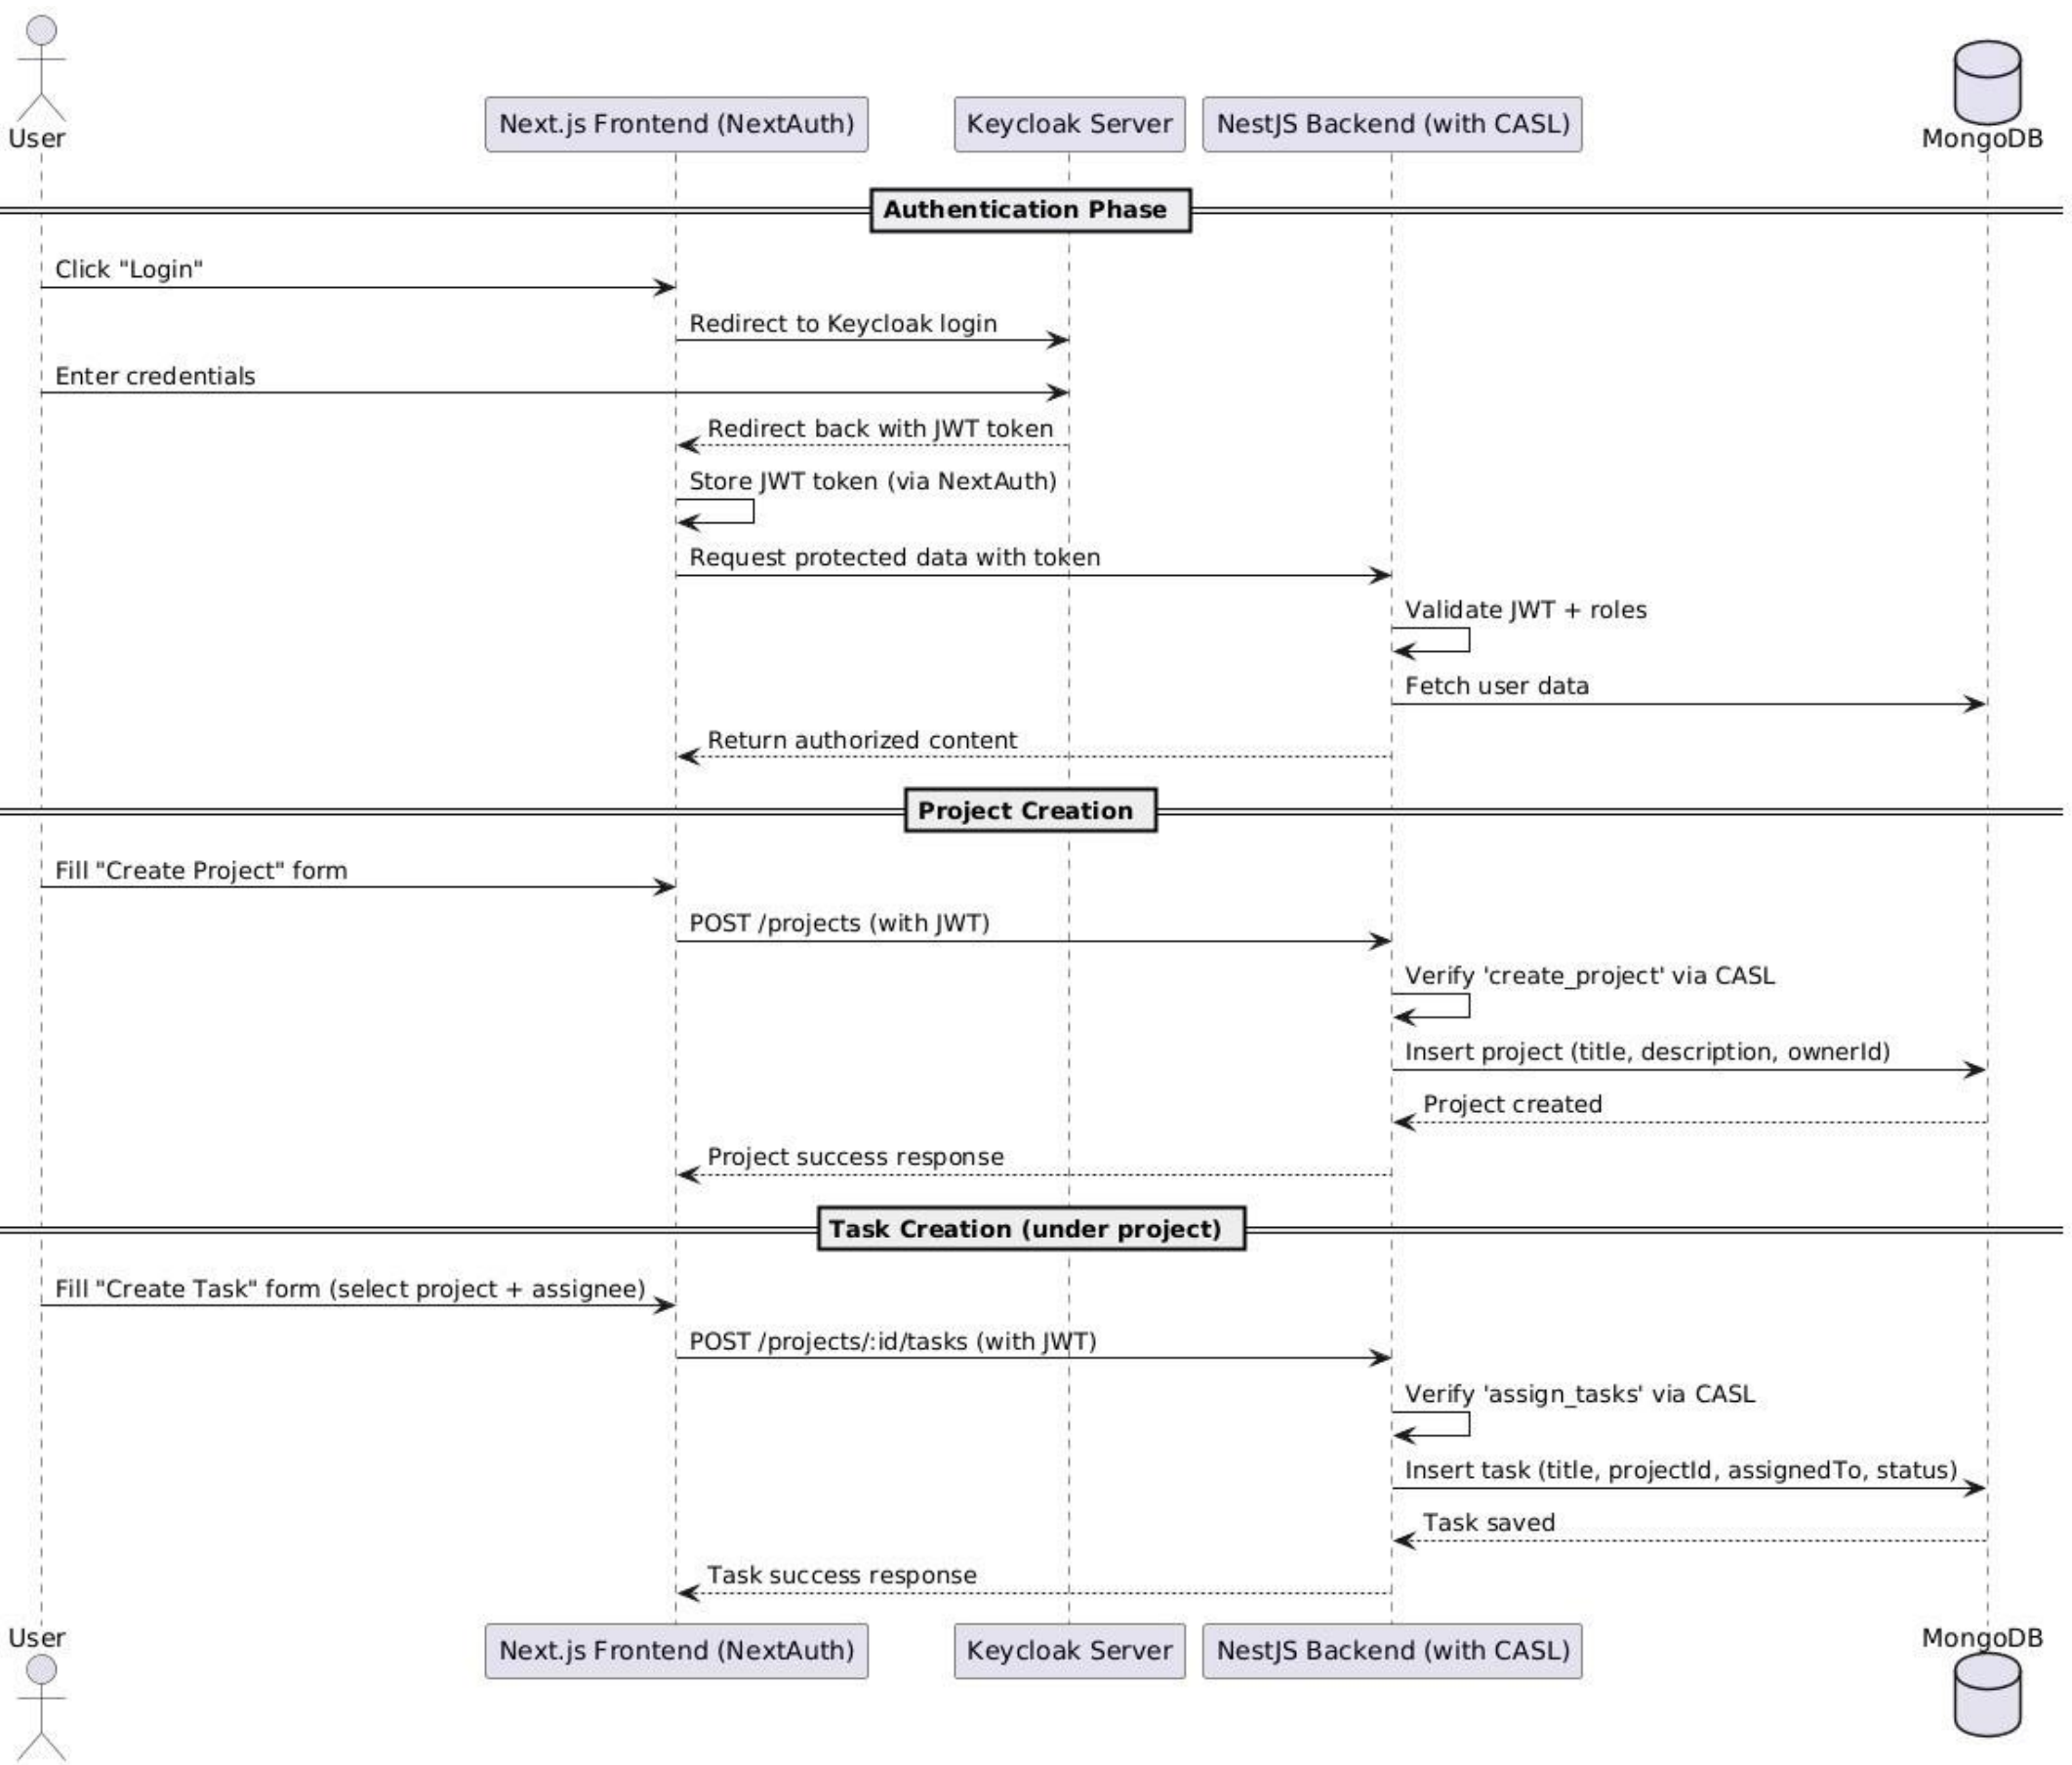 User
Next.js Frontend (NextAuth)
Keycloak Server
NestJS Backend (with CASL)
MongoDB
Authentication Phase
Click "Login"
Redirect to Keycloak login
Enter credentials
Redirect back with JWT token
Store JWT token (via NextAuth)
Request protected data with token
Validate JWT + roles
Fetch user data
Return authorized content
Project Creation
Fill "Create Project" form
POST /projects (with JWT)
Verify 'create_project' via CASL
Insert project (title, description, ownerId)
Project created
Project success response
Task Creation (under project)
Fill "Create Task" form (select project + assignee)
POST /projects/:id/tasks (with JWT)
Verify 'assign_tasks' via CASL
Insert task (title, projectId, assignedTo, status)
Task saved
Task success response
User
Next.js Frontend (NextAuth)
Keycloak Server
NestJS Backend (with CASL)
MongoDB